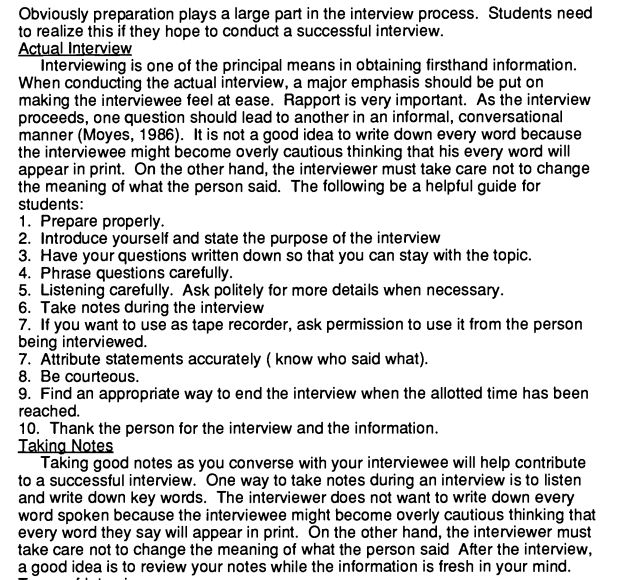 Obviously preparation plays a large part in the interview process.  Students need
to realize this if they hope to conduct a successful interview.
Actual Interview
Interviewing is one of the principal means in obtaining firsthand information.
When conducting the actual interview, a major emphasis should be put on
making the interviewee feel at ease.  Rapport is very important.  As the interview
proceeds, one question should lead to another in an informal, conversational
manner (Moyes, 1986).  It is not a good idea to write down every word because
the interviewee might become overly cautious thinking that his every word will
appear in print.  On the other hand, the interviewer must take care not to change
the meaning of what the person said.  The following be a helpful guide for
students:
1.  Prepare properly.
2.  Introduce yourself and state the purpose of the interview
3.  Have your questions written down so that you can stay with the topic.
4.  Phrase questions carefully.
5.  Listening carefully.  Ask politely for more details when necessary.
6.  Take notes during the interview
7.  If you want to use as tape recorder, ask permission to use it from the person
being interviewed.
7.  Attribute statements accurately ( know who said what).
8.  Be courteous.
9.  Find an appropriate way to end the interview when the allotted time has been
reached.
10.  Thank the person for the interview and the information.
Taking Notes
Taking good notes as you converse with your interviewee will help contribute
to a successful interview.  One way to take notes during an interview is to listen
and write down key words.  The interviewer does not want to write down every
word spoken because the interviewee might become overly cautious thinking that
every word they say will appear in print.  On the other hand, the interviewer must
take care not to change the meaning of what the person said  After the interview,
a good idea is to review your notes while the information is fresh in your mind.